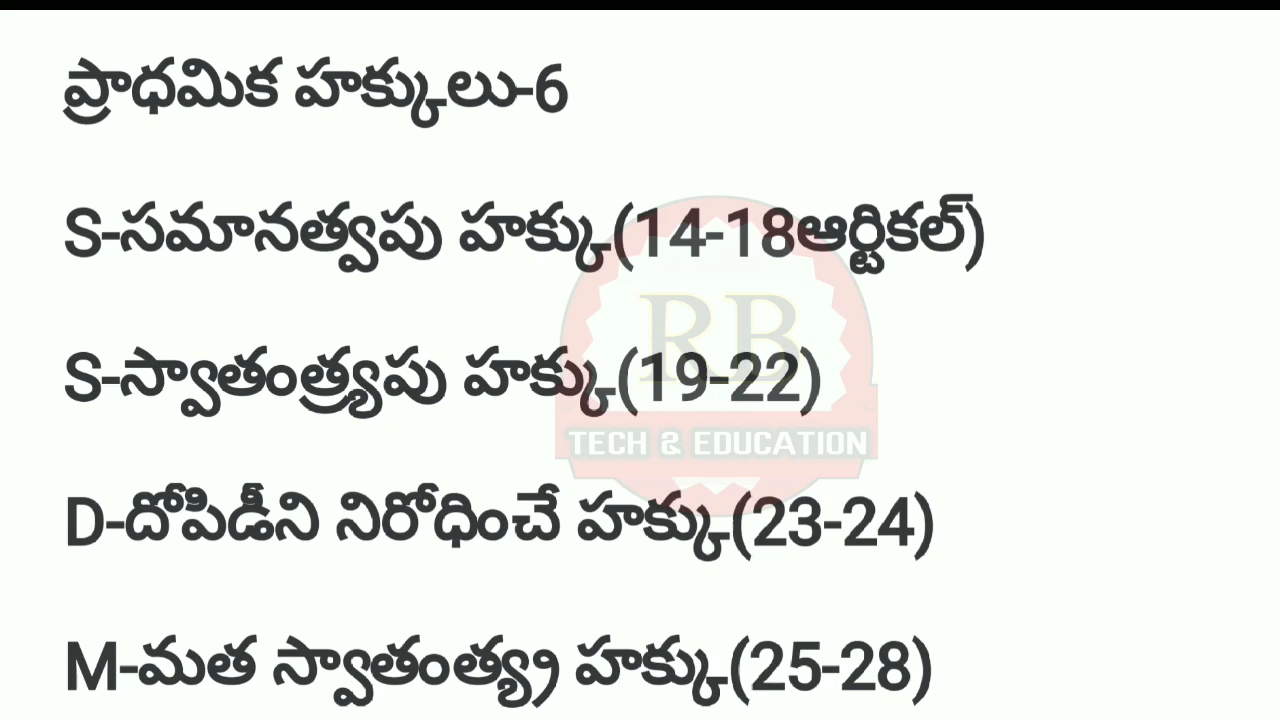 ప్రాధమిక హక్కులు-6
S-సమానత్వపు హక్కు(14-18ఆర్టికల్)
S-స్వాతంత్ర్యపు హక్కు(19-22)
RB
TECH & EDUCATION
D-దోపిడీని నిరోధించే హక్కు(23-24)
M-మత స్వాతంత్య్ర హక్కు(25-28)